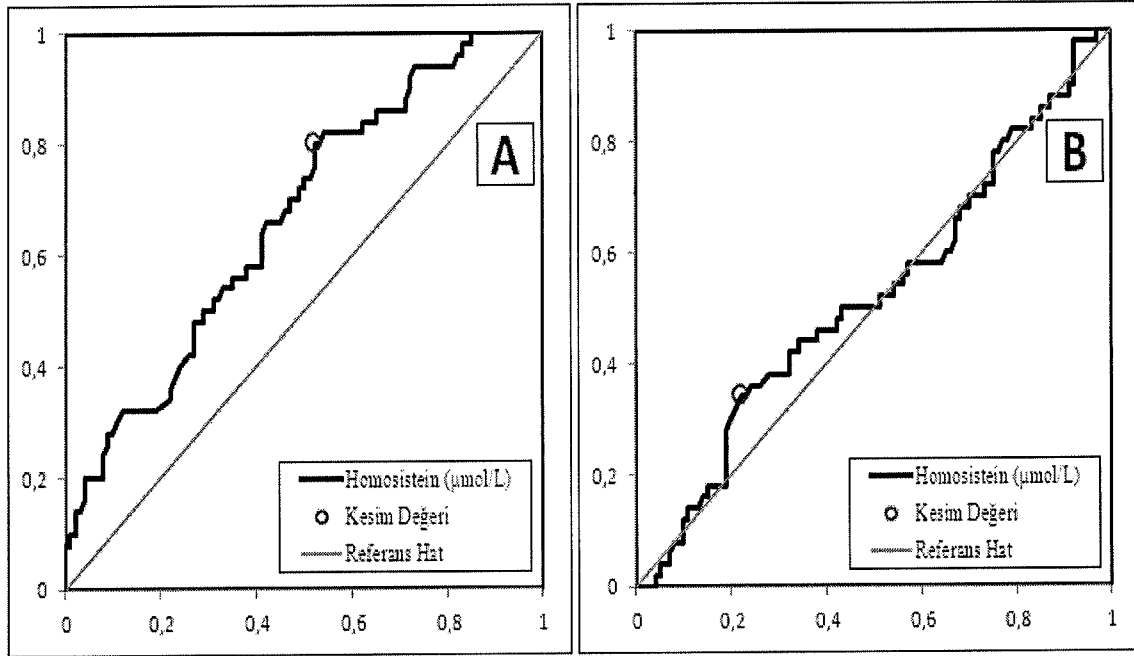 1
0,8
0,6
0,4
0,2
0
0 0,2 0,4 0,6 0,8 1
A
Homosistein (µmol/L)
Kesim Değeri
Referans Hat
1
0,8
0,6
0,4
0,2
0
0 0,2 0,4 0,6 0,8 1
B
Homosistein (µmol/L)
Kesim Değeri
Referans Hat